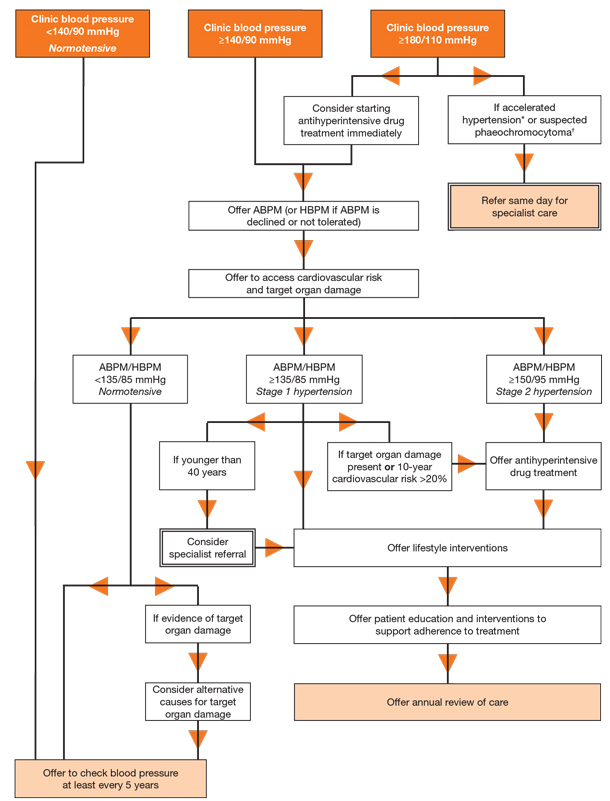 Clinic blood pressure
<140/90 mmHg
Normotensive
Clinic blood pressure
≥140/90 mmHg
Clinic blood pressure
≥180/110 mmHg
Consider starting
antihyperintensive drug
treatment immediately
If accelerated
hypertension* or suspected
phaeochromocytoma†
Refer same day for
specialist care
Offer ABPM (or HBPM if ABPM is
declined or not tolerated)
Offer to access cardiovascular risk
and target organ damage
ABPM/HBPM
<135/85 mmHg
Normotensive
ABPM/HBPM
≥135/85 mmHg
Stage 1 hypertension
ABPM/HBPM
≥150/95 mmHg
Stage 2 hypertension
If younger than
40 years
If target organ damage
present or 10-year
cardiovascular risk >20%
Offer antihyperintensive
drug treatment
Consider
specialist referral
Offer lifestyle interventions
If evidence of target
organ damage
Offer patient education and interventions to
support adherence to treatment
Consider alternative
causes for target
organ damage
Offer annual review of care
Offer to check blood pressure
at least every 5 years